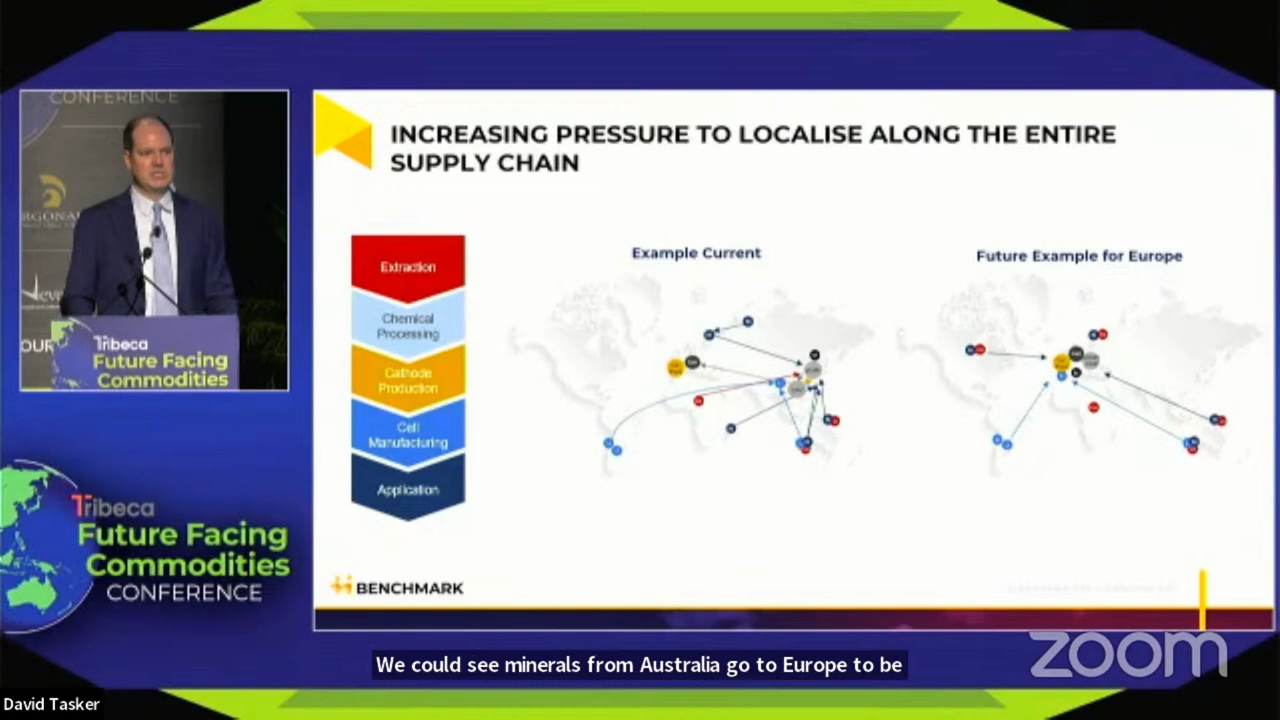 CONFERENCE
INCREASING PRESSURE TO LOCALISE ALONG THE ENTIRE
SUPPLY CHAIN
Extraction
Chemical
Processing
Cathode
Production
Cell
Manufacturing
Application
Example Current
Future Example for Europe
Tribeca
Future Facing
Commodities
Tribeca
Future Facing
Commodities
CONFERENCE
BENCHMARK
We could see minerals from Australia go to Europe to be
zoom
David Tasker